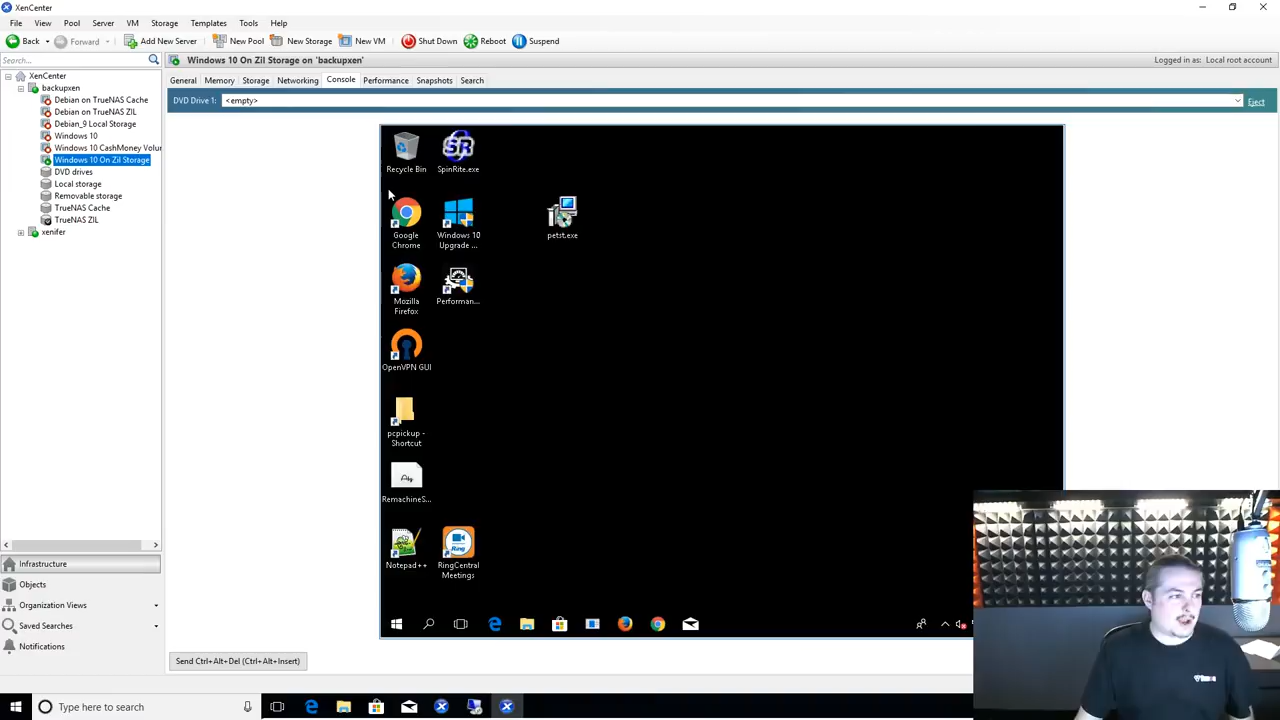 XenCenter
File View Pool Server VM Storage Templates Tools Help
Back Forward Add New Server New Pool New Storage New VM Shut Down Reboot Suspend
Search...
Windows 10 On Zil Storage on 'backupxen'
Logged in as: Local root account
XenCenter
backupxen
Debian on TrueNAS Cache
Debian on TrueNAS ZIL
Debian_9 Local Storage
Windows 10
Windows 10 CashMoney Volu
Windows 10 On Zil Storage
DVD drives
Local storage
Removable storage
TrueNAS Cache
TrueNAS ZIL
xenifer
General Memory Storage Networking Console Performance Snapshots Search
DVD Drive 1: <empty> Eject
Recycle Bin
SpinRite.exe
Google
Chrome
Windows 10
Upgrade ...
petst.exe
Mozilla
Firefox
Performan...
OpenVPN GUI
pcpickup -
Shortcut
RemachineS...
Notepad++
RingCentral
Meetings
Ring
Infrastructure
Objects
Organization Views
Saved Searches
Notifications
Send Ctrl+Alt+Del (Ctrl+Alt+Insert)
Type here to search